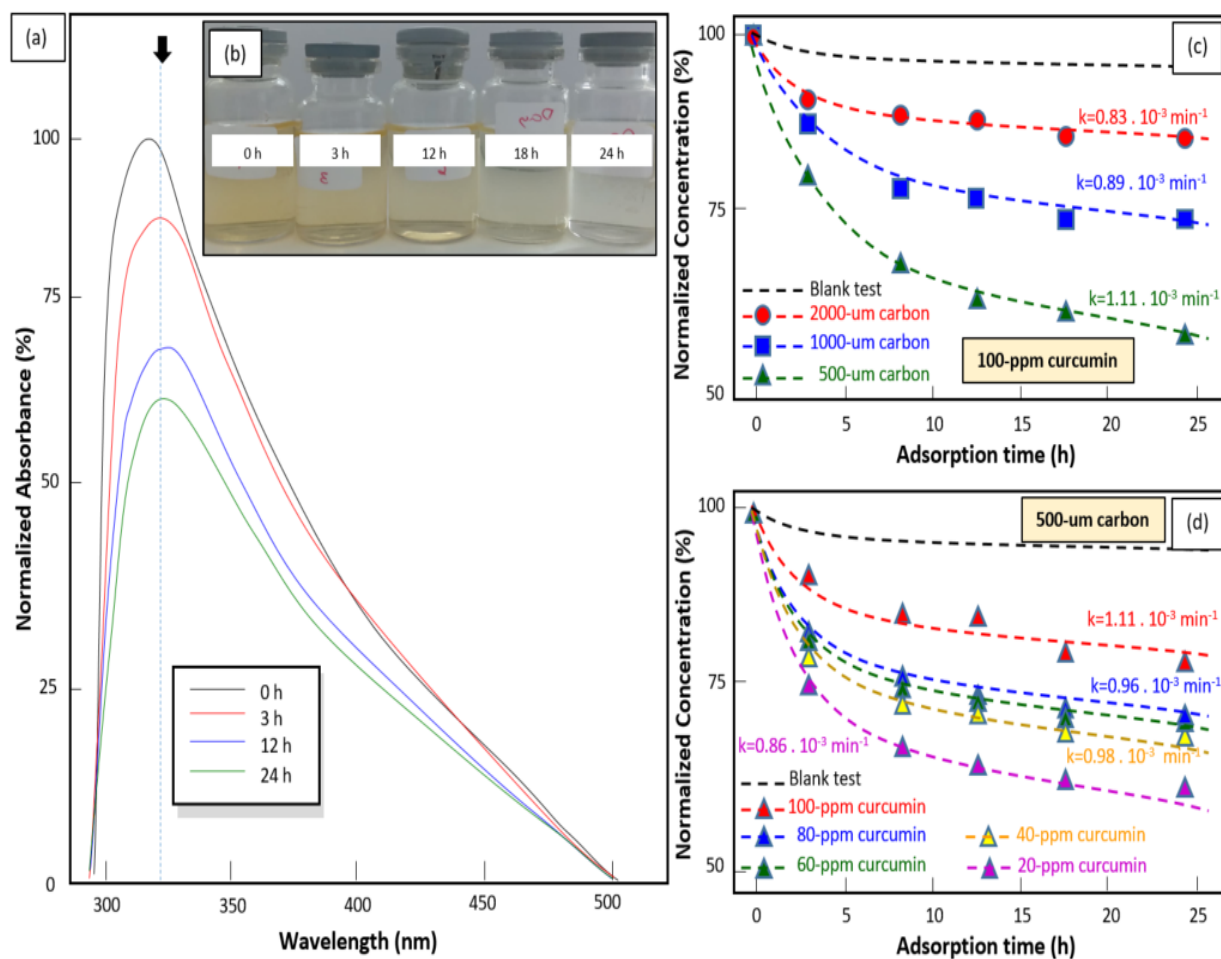 (a)
Normalized Absorbance (%)
100
75
50
25
0
300
350
400
450
500
Wavelength (nm)
0 h
3 h
12 h
24 h
(b)
0 h
3 h
12 h
18 h
24 h
3
(c)
Normalized Concentration (%)
100
75
50
k=0.83 . 10-3 min-1
k=0.89 . 10-3 min-1
k=1.11 . 10-3 min-1
Blank test
2000-um carbon
1000-um carbon
500-um carbon
100-ppm curcumin
0
5
10
15
20
25
Adsorption time (h)
(d)
500-um carbon
Normalized Concentration (%)
100
75
50
k=1.11 . 10-3 min-1
k=0.96 . 10-3 min-1
k=0.86 . 10-3 min-1
k=0.98 . 10-3 min-1
Blank test
100-ppm curcumin
80-ppm curcumin
40-ppm curcumin
60-ppm curcumin
20-ppm curcumin
0
5
10
15
20
25
Adsorption time (h)